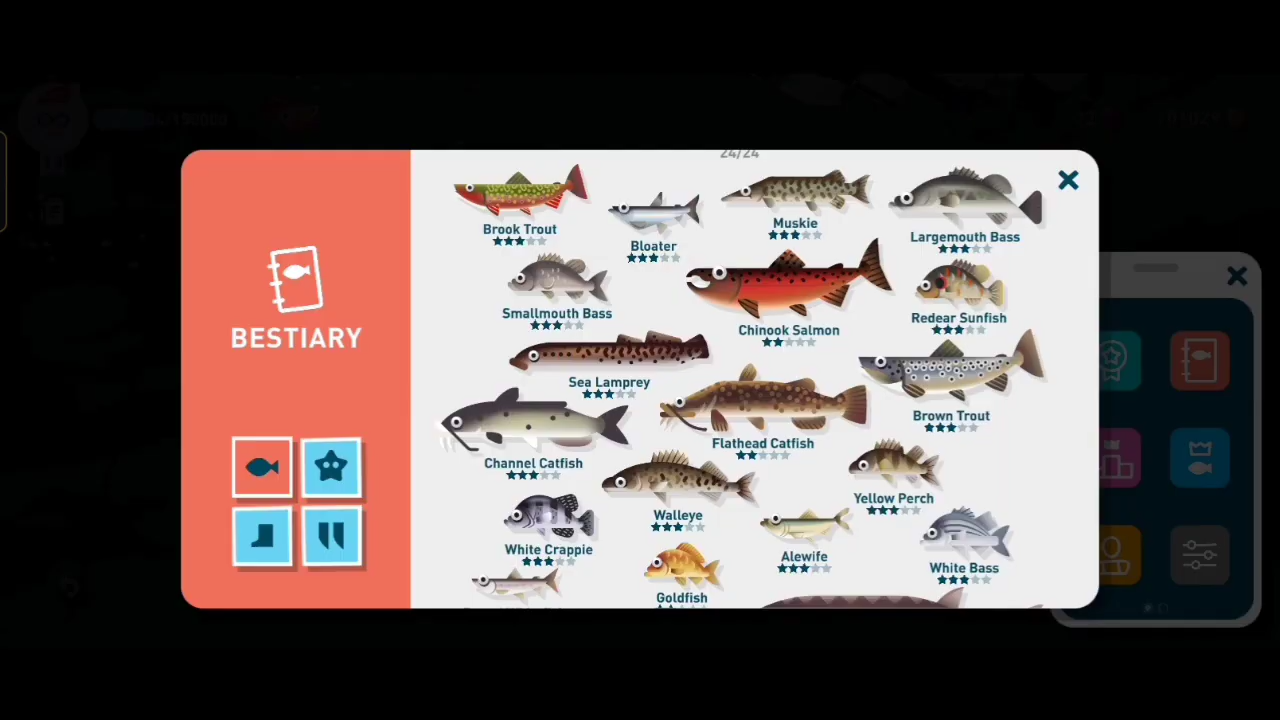 24/24
Brook Trout
Bloater
Muskie
Largemouth Bass
Smallmouth Bass
Chinook Salmon
Redear Sunfish
BESTIARY
Sea Lamprey
Brown Trout
Channel Catfish
Flathead Catfish
Walleye
Yellow Perch
White Crappie
Alewife
White Bass
Goldfish